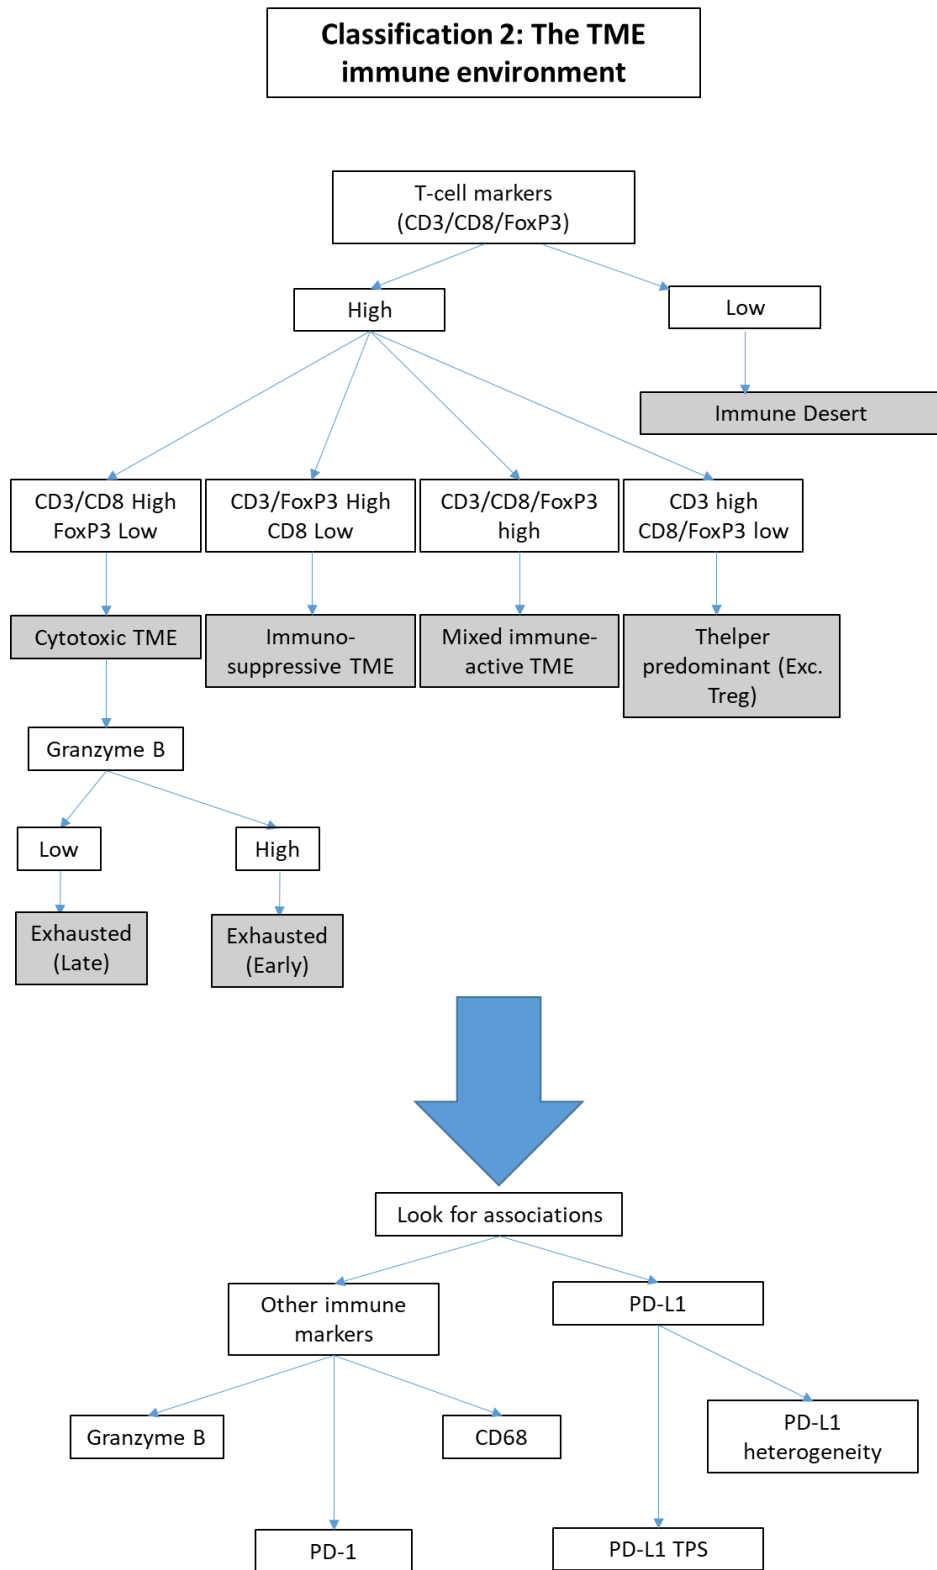 Classification 2: The TME
immune environment
T-cell markers
(CD3/CD8/FoxP3)
High
Low
Immune Desert
CD3/CD8 High
FoxP3 Low
CD3/FoxP3 High
CD8 Low
CD3/CD8/FoxP3
high
CD3 high
CD8/FoxP3 low
Cytotoxic TME
Immuno-
suppressive TME
Mixed immune-
active TME
Thelper
predominant (Exc.
Treg)
Granzyme B
Low
High
Exhausted
(Late)
Exhausted
(Early)
Look for associations
Other immune
markers
PD-L1
Granzyme B
CD68
PD-L1
heterogeneity
PD-1
PD-L1 TPS